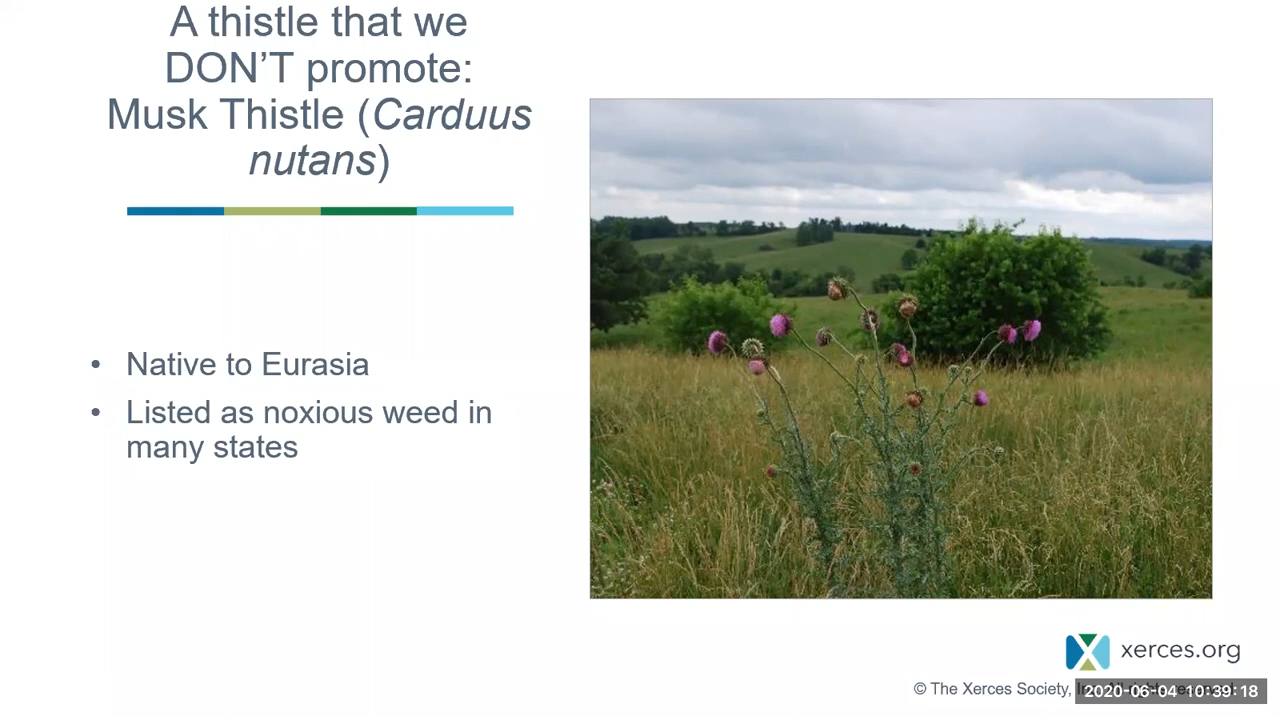 A thistle that we
DON'T promote:
Musk Thistle (Carduus
nutans)
• Native to Eurasia
• Listed as noxious weed in
many states
xerces.org
© The Xerces Society,
2020-06-04 10:39:18